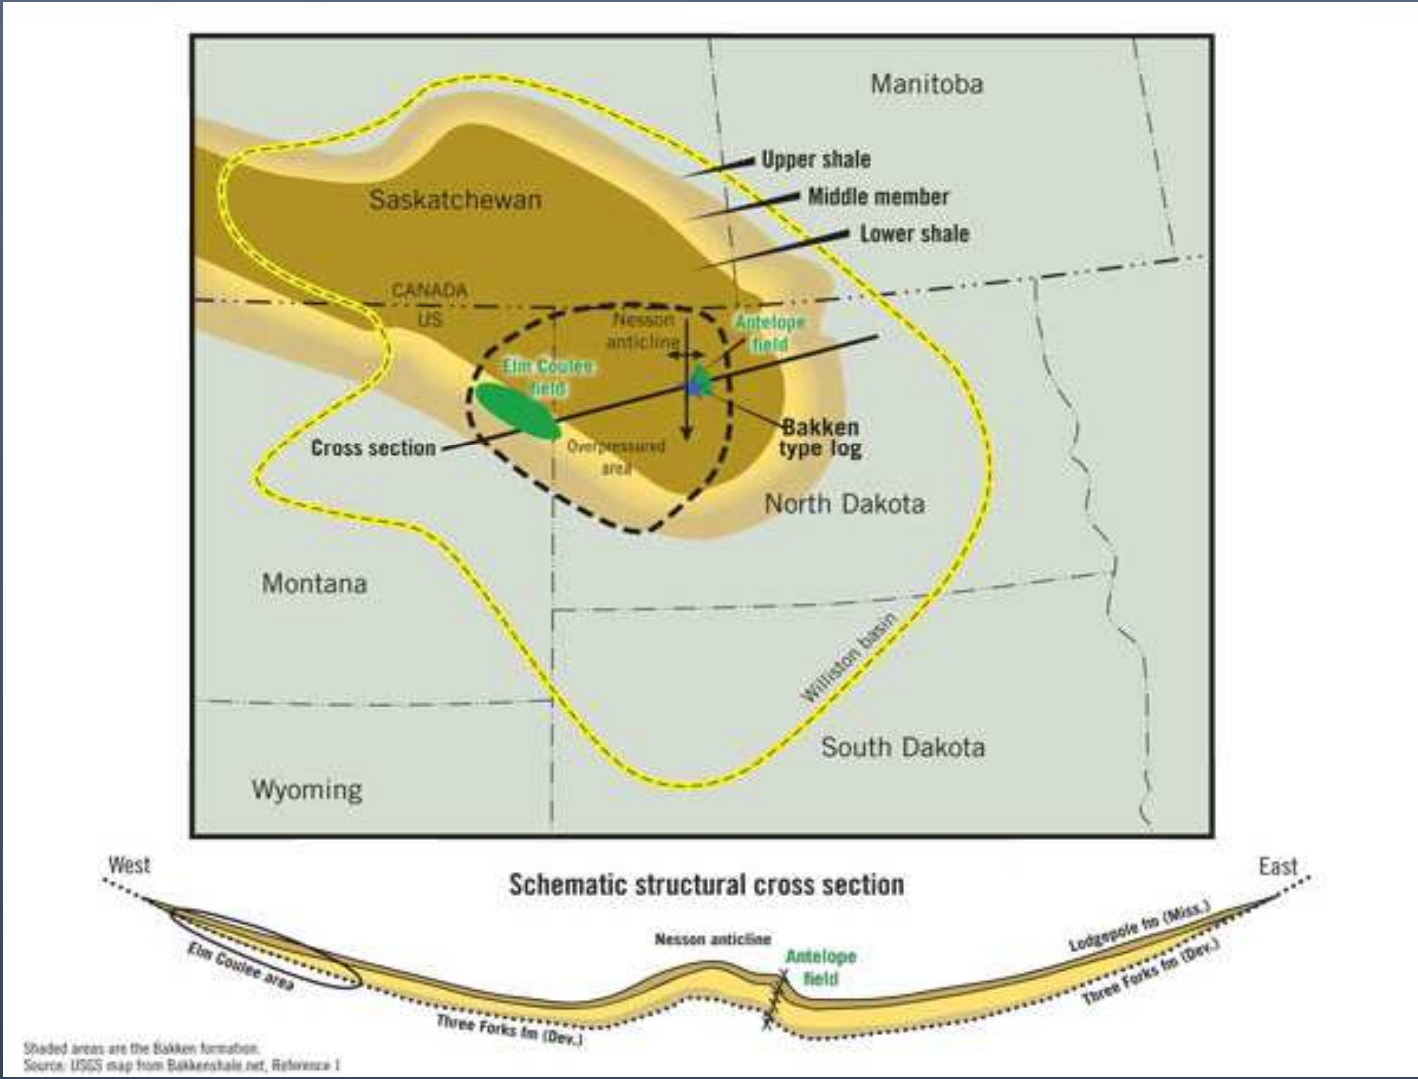 Manitoba
Upper shale
Middle member
Saskatchewan
Lower shale
CANADA
US
Nesson
anticline
Antelope
field
Elm Coulee
field
Cross section
Overpressured
area
Bakken
type log
North Dakota
Montana
Williston basin
South Dakota
Wyoming
West
East
Schematic structural cross section
Lodgepole fm (Miss.)
Nesson anticline
Antelope
field
Elm Coulee area
Three Forks fm (Dev.)
Three Forks fm (Dev.)
Shaded areas are the Bakken formation.
Source: USGS map from Bakkenshale.net, Reference 1